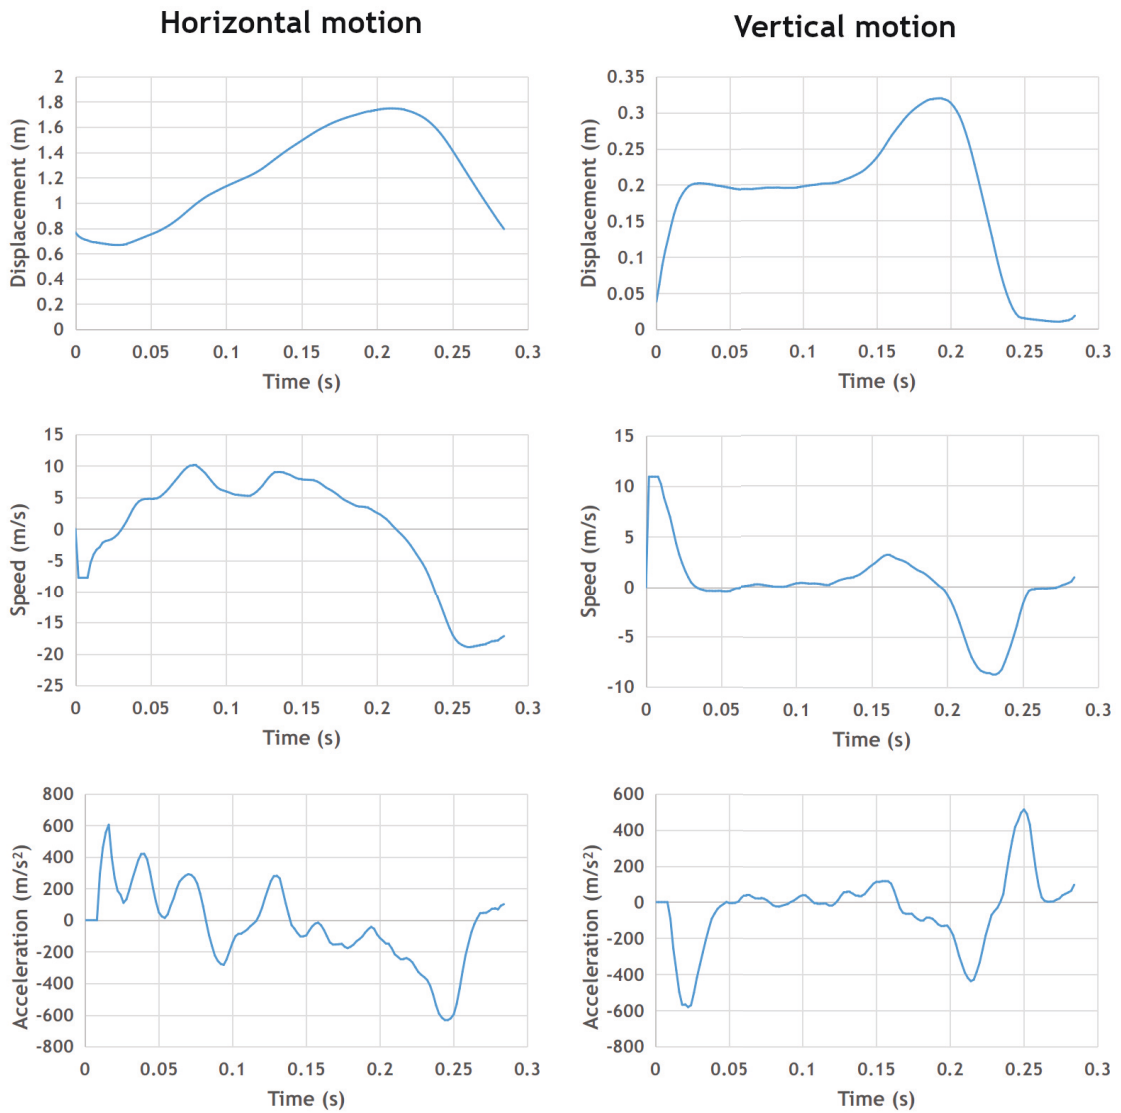 Horizontal motion
Vertical motion
Displacement (m)
2
1.8
1.6
1.4
1.2
1
0.8
0.6
0.4
0.2
0
0 0.05 0.1 0.15 0.2 0.25 0.3
Time (s)
Displacement (m)
0.35
0.3
0.25
0.2
0.15
0.1
0.05
0
0 0.05 0.1 0.15 0.2 0.25 0.3
Time (s)
Speed (m/s)
15
10
5
0
-5
-10
-15
-20
-25
0 0.05 0.1 0.15 0.2 0.25 0.3
Time (s)
Speed (m/s)
15
10
5
0
-5
-10
0 0.05 0.1 0.15 0.2 0.25 0.3
Time (s)
Acceleration (m/s²)
800
600
400
200
0
-200
-400
-600
-800
0 0.05 0.1 0.15 0.2 0.25 0.3
Time (s)
Acceleration (m/s²)
600
400
200
0
-200
-400
-600
-800
0 0.05 0.1 0.15 0.2 0.25 0.3
Time (s)